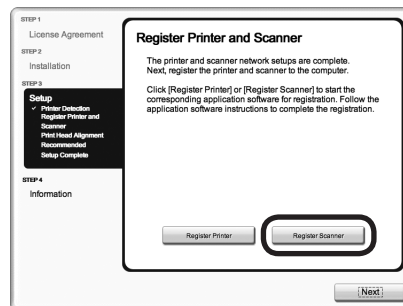 STEP 1
License Agreement
STEP 2
Installation
STEP 3
Setup
✓ Printer Detection
Register Printer and
Scanner
Print Head Alignment
Recommended
Setup Complete
STEP 4
Information
Register Printer and Scanner
The printer and scanner network setups are complete.
Next, register the printer and scanner to the computer.
Click [Register Printer] or [Register Scanner] to start the
corresponding application software for registration. Follow the
application software instructions to complete the registration.
Register Printer
Register Scanner
Next